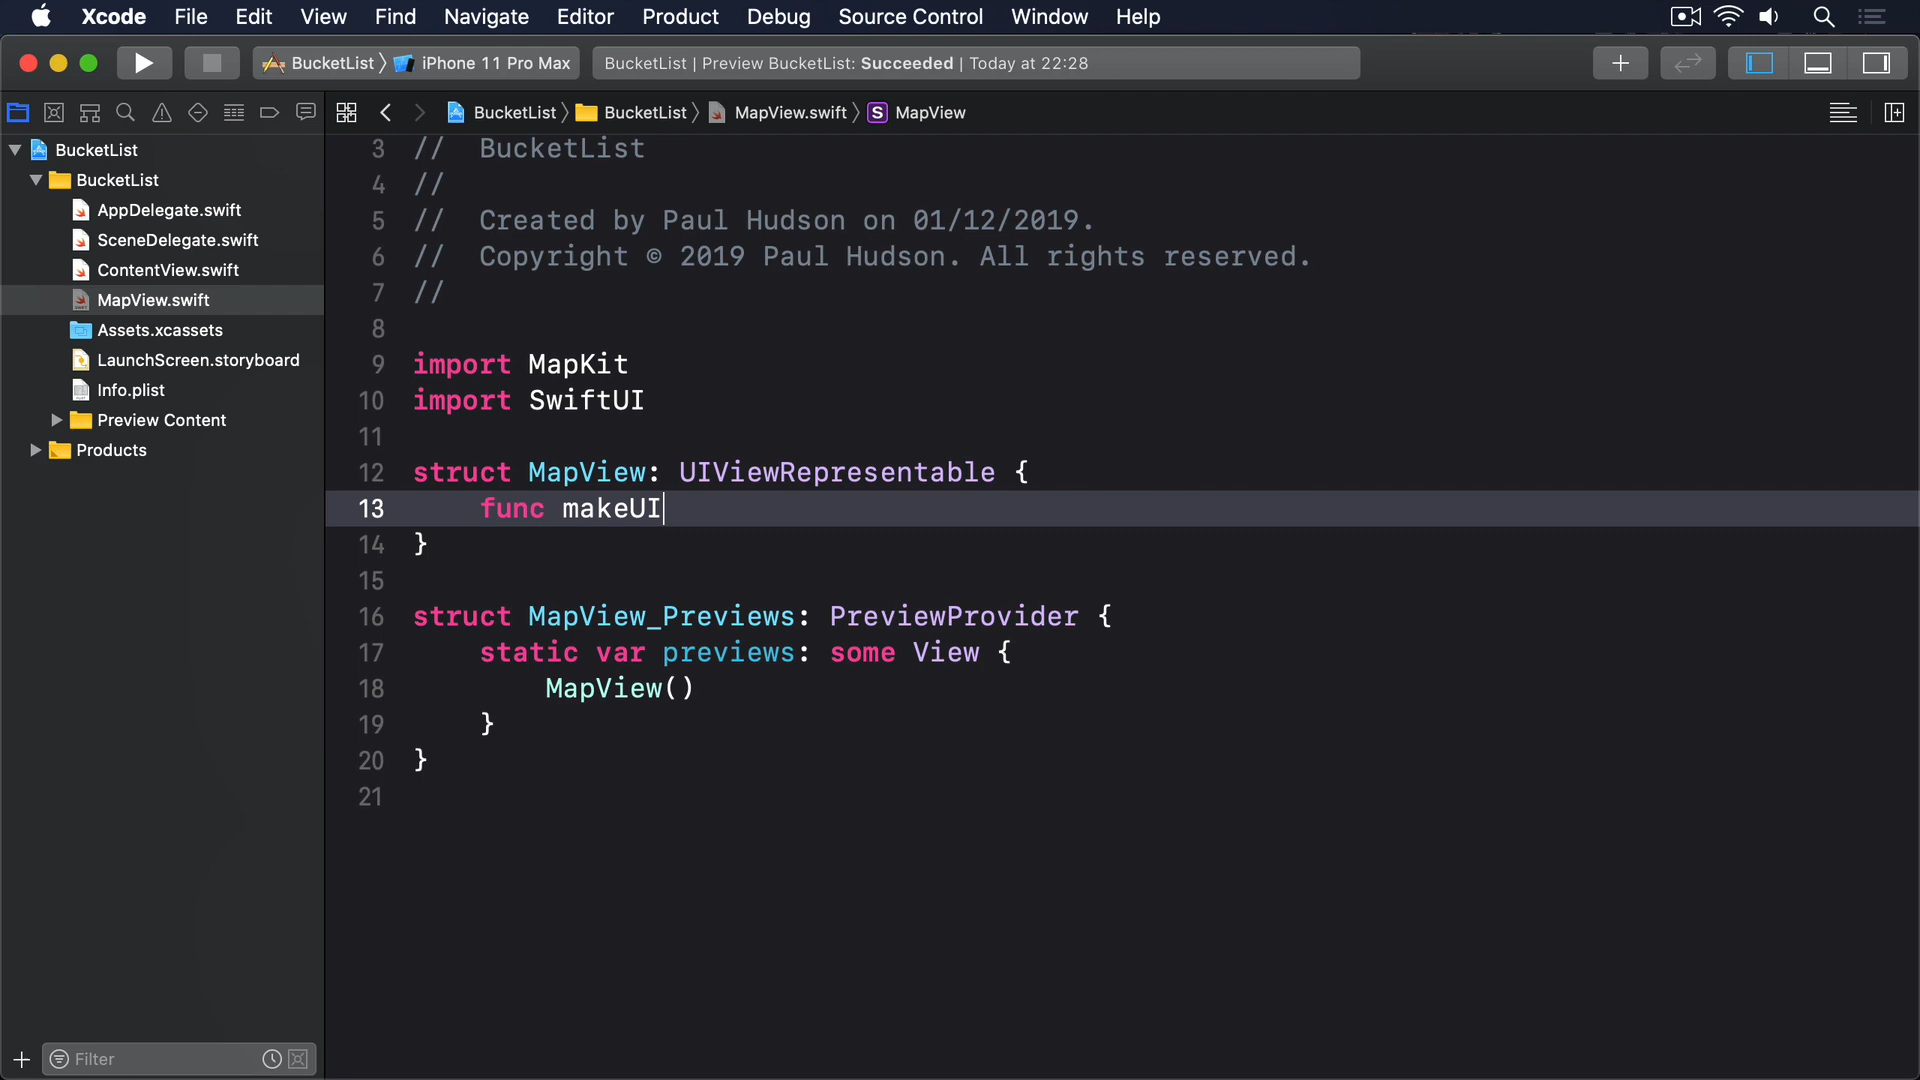 Xcode File Edit View Find Navigate Editor Product Debug Source Control Window Help
BucketList iPhone 11 Pro Max BucketList | Preview BucketList: Succeeded | Today at 22:28
BucketList BucketList MapView.swift S MapView
BucketList
BucketList
AppDelegate.swift
SceneDelegate.swift
ContentView.swift
MapView.swift
Assets.xcassets
LaunchScreen.storyboard
Info.plist
Preview Content
Products
Filter
3 //  BucketList
4 //
5 //  Created by Paul Hudson on 01/12/2019.
6 //  Copyright © 2019 Paul Hudson. All rights reserved.
7 //
8
9 import MapKit
10 import SwiftUI
11
12 struct MapView: UIViewRepresentable {
13     func makeUI
14 }
15
16 struct MapView_Previews: PreviewProvider {
17     static var previews: some View {
18         MapView()
19     }
20 }
21